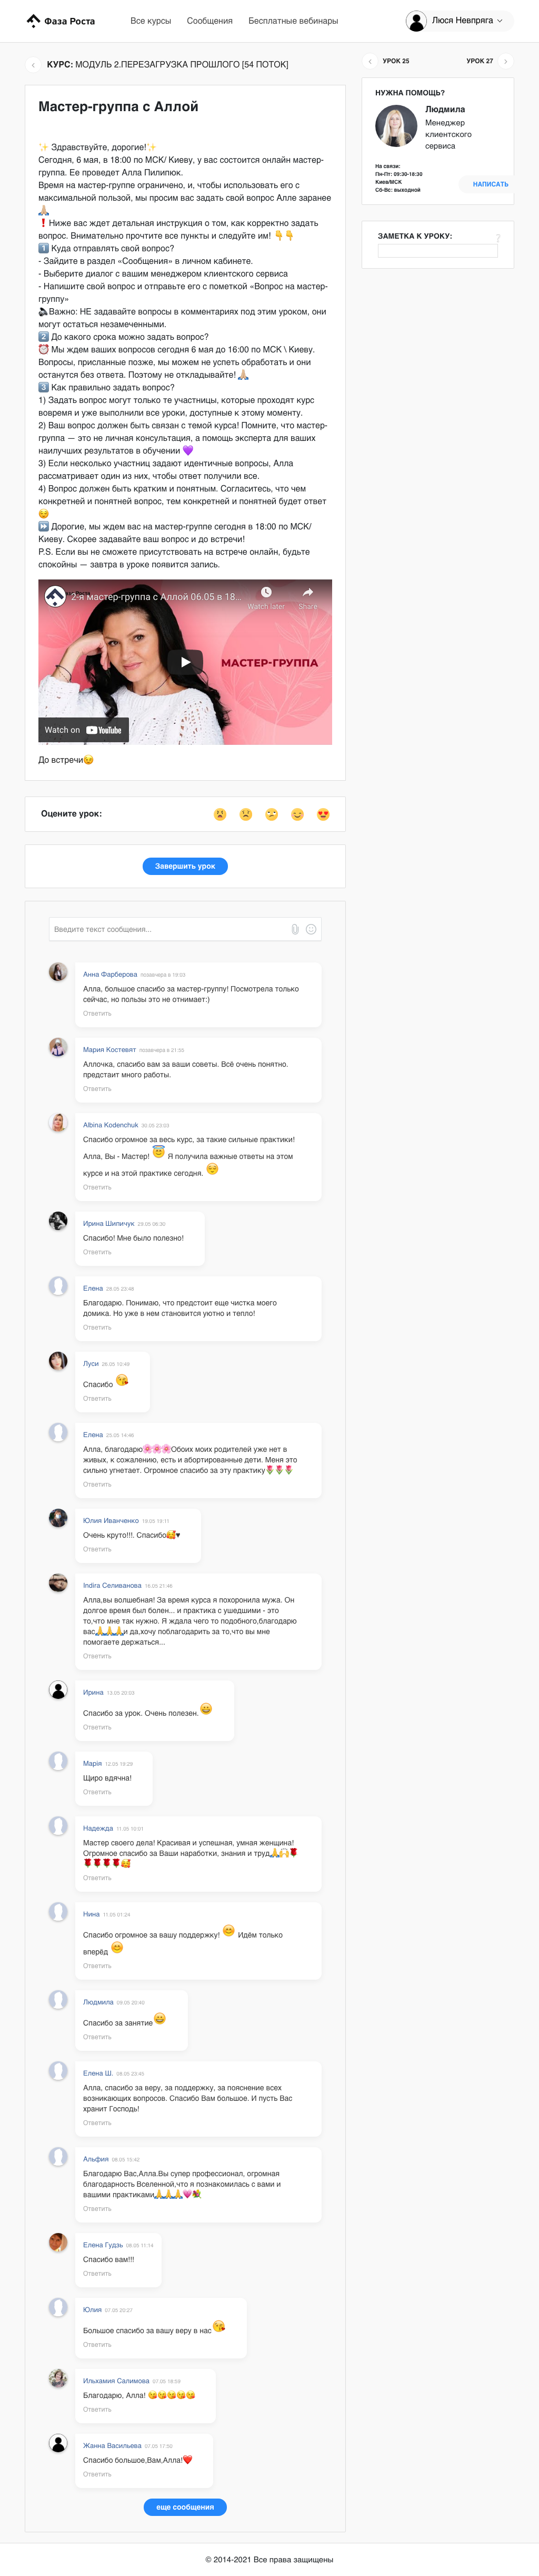 Фаза Роста
Все курсы Сообщения Бесплатные вебинары
Люся Невпряга
КУРС: МОДУЛЬ 2.ПЕРЕЗАГРУЗКА ПРОШЛОГО [54 ПОТОК]
УРОК 25
УРОК 27
Мастер-группа с Аллой
✨ Здравствуйте, дорогие!✨
Сегодня, 6 мая, в 18:00 по МСК/ Киеву, у вас состоится онлайн мастер-
группа. Ее проведет Алла Пилипюк.
Время на мастер-группе ограничено, и, чтобы использовать его с
максимальной пользой, мы просим вас задать свой вопрос Алле заранее
🙏🏼
❗Ниже вас ждет детальная инструкция о том, как корректно задать
вопрос. Внимательно прочтите все пункты и следуйте им! 👇👇
1️⃣ Куда отправлять свой вопрос?
- Зайдите в раздел «Сообщения» в личном кабинете.
- Выберите диалог с вашим менеджером клиентского сервиса
- Напишите свой вопрос и отправьте его с пометкой «Вопрос на мастер-
группу»
Важно: НЕ задавайте вопросы в комментариях под этим уроком, они
могут остаться незамеченными.
2️⃣ До какого срока можно задать вопрос?
⏰ Мы ждем ваших вопросов сегодня 6 мая до 16:00 по МСК \ Киеву.
Вопросы, присланные позже, мы можем не успеть обработать и они
останутся без ответа. Поэтому не откладывайте! 🙏🏼
3️⃣ Как правильно задать вопрос?
1) Задать вопрос могут только те участницы, которые проходят курс
вовремя и уже выполнили все уроки, доступные к этому моменту.
2) Ваш вопрос должен быть связан с темой курса! Помните, что мастер-
группа — это не личная консультация, а помощь эксперта для ваших
наилучших результатов в обучении 💜
3) Если несколько участниц задают идентичные вопросы, Алла
рассматривает один из них, чтобы ответ получили все.
4) Вопрос должен быть кратким и понятным. Согласитесь, что чем
конкретней и понятней вопрос, тем конкретней и понятней будет ответ
😌
⏩ Дорогие, мы ждем вас на мастер-группе сегодня в 18:00 по МСК/
Киеву. Скорее задавайте ваш вопрос и до встречи!
P.S. Если вы не сможете присутствовать на встрече онлайн, будьте
спокойны — завтра в уроке появится запись.
2-я мастер-группа с Аллой 06.05 в 18...
Watch later
Share
МАСТЕР-ГРУППА
Watch on YouTube
До встречи😉
НУЖНА ПОМОЩЬ?
Людмила
Менеджер
клиентского
сервиса
На связи:
Пн-Пт: 09:30-18:30
Киев/МСК
Сб-Вс: выходной
НАПИСАТЬ
ЗАМЕТКА К УРОКУ:
?
Оцените урок:
Завершить урок
Введите текст сообщения...
Анна Фарберова позавчера в 18:03
Алла, большое спасибо за мастер-группу! Посмотрела только
сейчас, но пользы это не отнимает:)
Ответить
Мария Костевят позавчера в 21:55
Аллочка, спасибо вам за ваши советы. Всё очень понятно.
предстаит много работы.
Ответить
Albina Kodenchuk 30.05 23:03
Спасибо огромное за весь курс, за такие сильные практики!
Алла, Вы - Мастер! 😇 Я получила важные ответы на этом
курсе и на этой практике сегодня. 😌
Ответить
Ирина Шипичук 29.05 06:30
Спасибо! Мне было полезно!
Ответить
Елена 28.05 23:48
Благодарю. Понимаю, что предстоит еще чистка моего
домика. Но уже в нем становится уютно и тепло!
Ответить
Луси 26.05 10:49
Спасибо 😘
Ответить
Елена 25.05 14:46
Алла, благодарю🌸🌸🌸Обоих моих родителей уже нет в
живых, к сожалению, есть и абортированные дети. Меня это
сильно угнетает. Огромное спасибо за эту практику🌷🌷🌷
Ответить
Юлия Иванченко 19.05 19:11
Очень круто!!!. Спасибо🥰♥
Ответить
Indira Селиванова 16.05 21:46
Алла,вы волшебная! За время курса я похоронила мужа. Он
долгое время был болен... и практика с ушедшими - это
то,что мне так нужно. Я ждала чего то подобного,благодарю
вас🙏🙏🙏и да,хочу поблагодарить за то,что вы мне
помогаете держаться...
Ответить
Ирина 13.05 20:03
Спасибо за урок. Очень полезен.😄
Ответить
Марія 12.05 18:29
Щиро вдячна!
Ответить
Надежда 11.05 10:01
Мастер своего дела! Красивая и успешная, умная женщина!
Огромное спасибо за Ваши наработки, знания и труд🙏🙌🌹
🌹🌹🌹🌹🥰
Ответить
Нина 11.05 01:24
Спасибо огромное за вашу поддержку! 😊 Идём только
вперёд 😊
Ответить
Людмила 09.05 20:40
Спасибо за занятие😄
Ответить
Елена Ш. 08.05 23:45
Алла, спасибо за веру, за поддержку, за пояснение всех
возникающих вопросов. Спасибо Вам большое. И пусть Вас
хранит Господь!
Ответить
Альфия 08.05 15:42
Благодарю Вас,Алла.Вы супер профессионал, огромная
благодарность Вселенной,что я познакомилась с вами и
вашими практиками🙏🙏🙏💗💐
Ответить
Елена Гудзь 08.05 11:14
Спасибо вам!!!
Ответить
Юлия 07.05 20:27
Большое спасибо за вашу веру в нас😘
Ответить
Ильхамия Салимова 07.05 18:59
Благодарю, Алла! 😘😘😘😘😘
Ответить
Жанна Васильева 07.05 17:50
Спасибо большое,Вам,Алла!❤️
Ответить
еще сообщения
© 2014-2021 Все права защищены